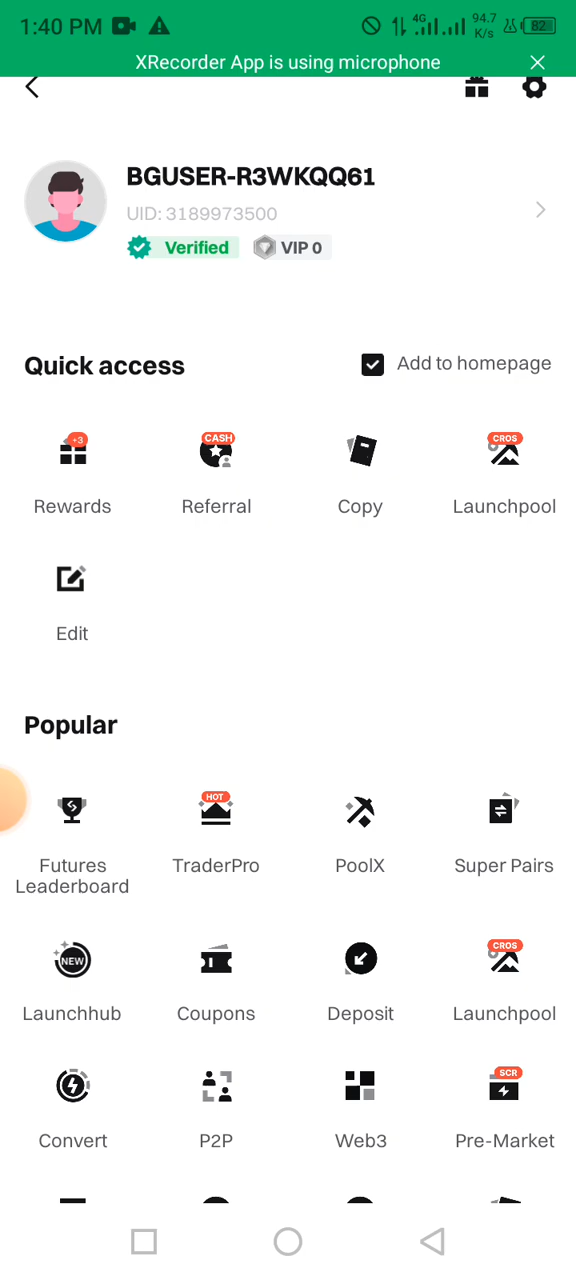 1:40 PM 4G 94.7 K/s 82
XRecorder App is using microphone
BGUSER-R3WKQQ61
UID: 3189973500
Verified VIP 0
Quick access Add to homepage
+3 CASH CROS
Rewards Referral Copy Launchpool
Edit
Popular
HOT
Futures Leaderboard TraderPro PoolX Super Pairs
NEW CROS
Launchhub Coupons Deposit Launchpool
SCR
Convert P2P Web3 Pre-Market